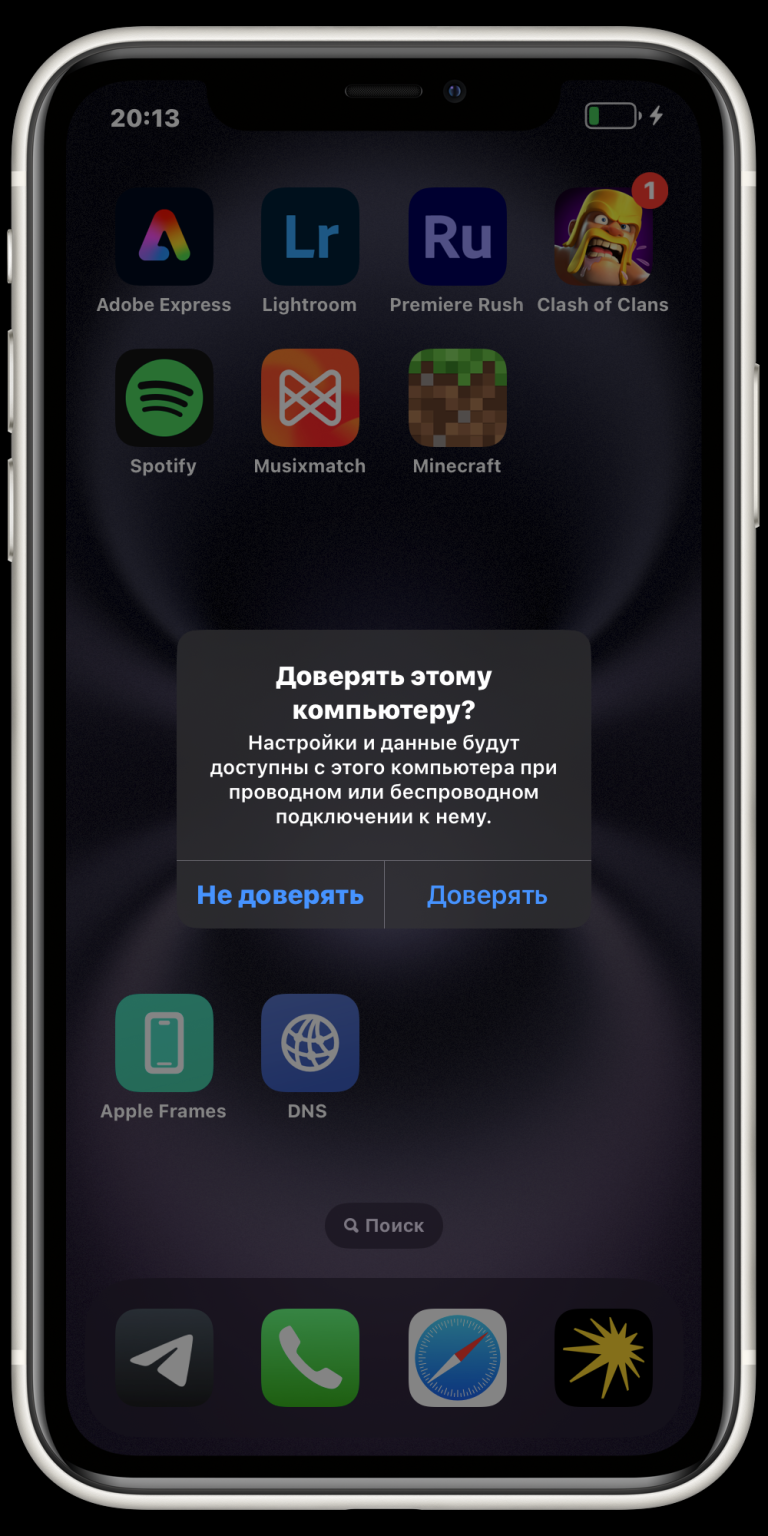 20:13
Lr
Ru
1
Adobe Express
Lightroom
Premiere Rush
Clash of Clans
Spotify
Musixmatch
Minecraft
Доверять этому
компьютеру?
Настройки и данные будут
доступны с этого компьютера при
проводном или беспроводном
подключении к нему.
Не доверять
Доверять
Apple Frames
DNS
Поиск